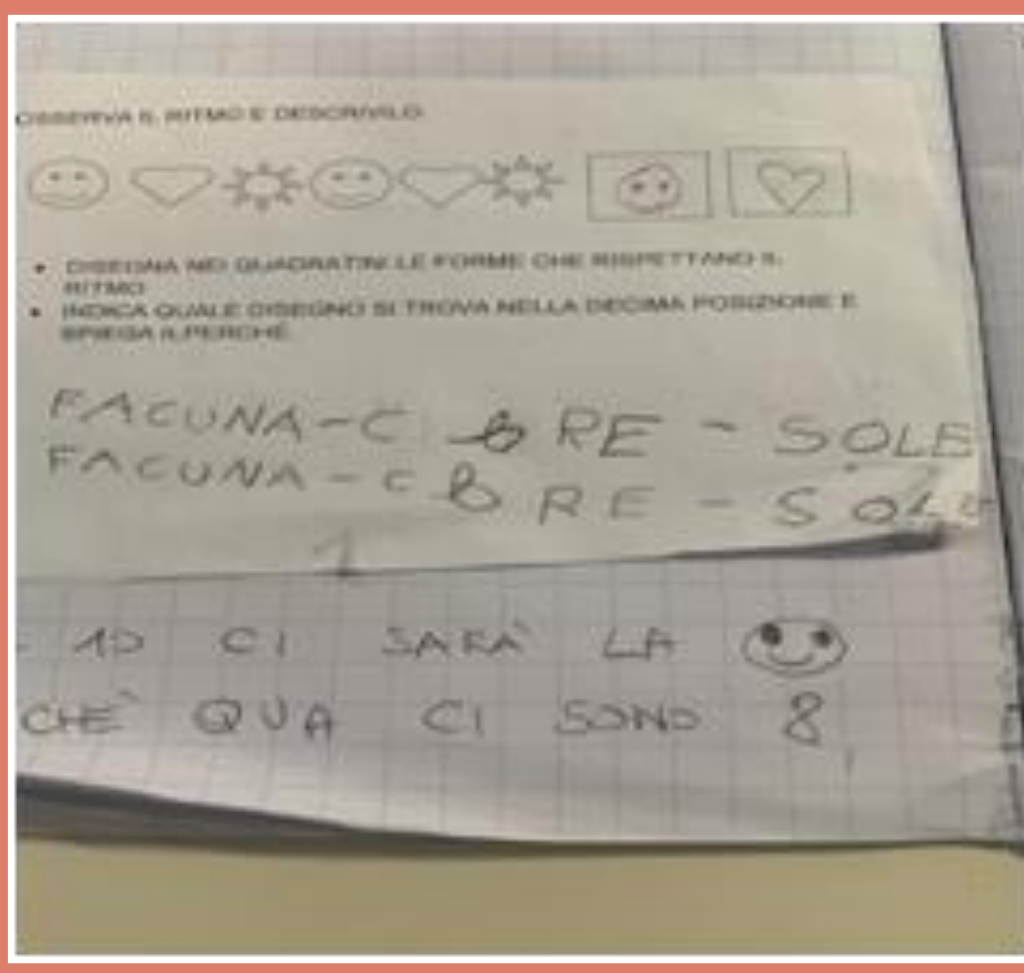 OSSERVA IL RITMO E DESCRIVILO
DISEGNA NEI QUADRATINI LE FORME CHE RISPETTANO IL
RITMO
INDICA QUALE DISEGNO SI TROVA NELLA DECIMA POSIZIONE E
SPIEGA IL PERCHÉ
FACUNA-C O RE - SOLE
FACUNA-C O RE - SOLE
10 CI SARÀ LA
CHÈ QUA CI SONO 8,